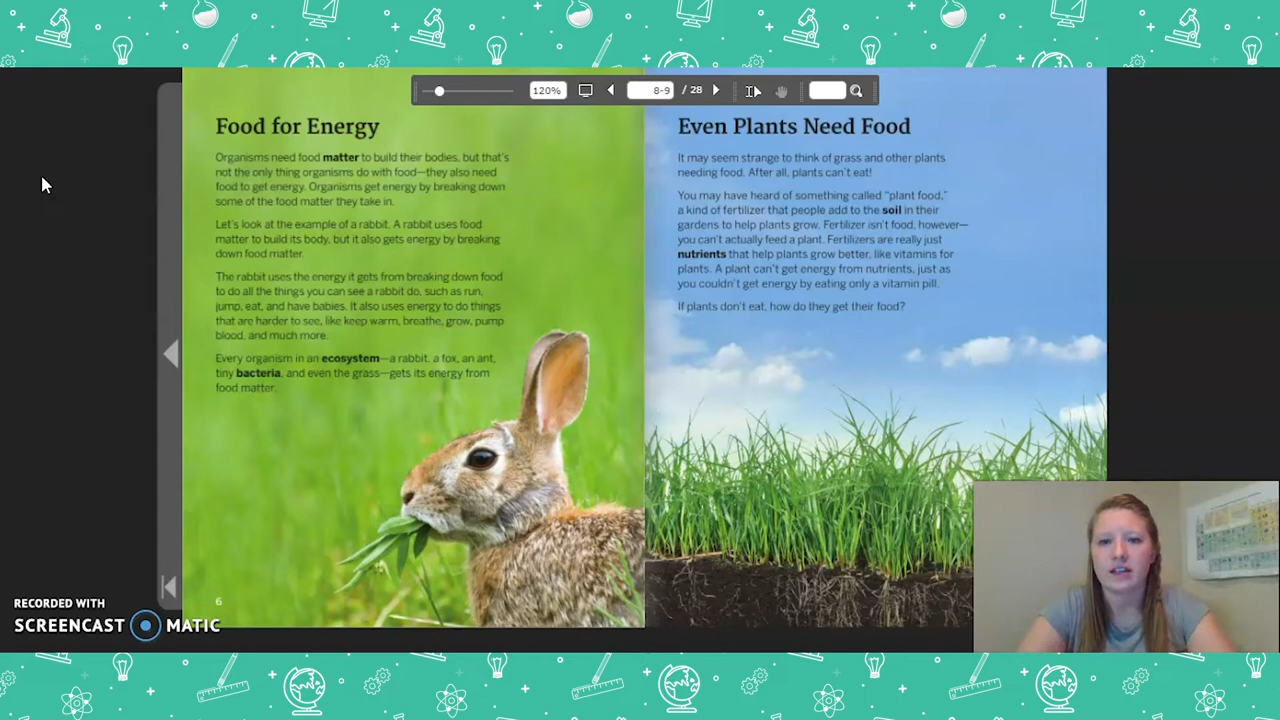 120%
8-9
/ 28
Food for Energy
Organisms need food matter to build their bodies, but that's
not the only thing organisms do with food—they also need
food to get energy. Organisms get energy by breaking down
some of the food matter they take in.
Let's look at the example of a rabbit. A rabbit uses food
matter to build its body, but it also gets energy by breaking
down food matter.
The rabbit uses the energy it gets from breaking down food
to do all the things you can see a rabbit do, such as run,
jump, eat, and have babies. It also uses energy to do things
that are harder to see, like keep warm, breathe, grow, pump
blood, and much more.
Every organism in an ecosystem—a rabbit, a fox, an ant,
tiny bacteria, and even the grass—gets its energy from
food matter.
6
Even Plants Need Food
It may seem strange to think of grass and other plants
needing food. After all, plants can't eat!
You may have heard of something called “plant food,”
a kind of fertilizer that people add to the soil in their
gardens to help plants grow. Fertilizer isn't food, however—
you can't actually feed a plant. Fertilizers are really just
nutrients that help plants grow better, like vitamins for
plants. A plant can't get energy from nutrients, just as
you couldn't get energy by eating only a vitamin pill.
If plants don't eat, how do they get their food?
RECORDED WITH
SCREENCAST MATIC